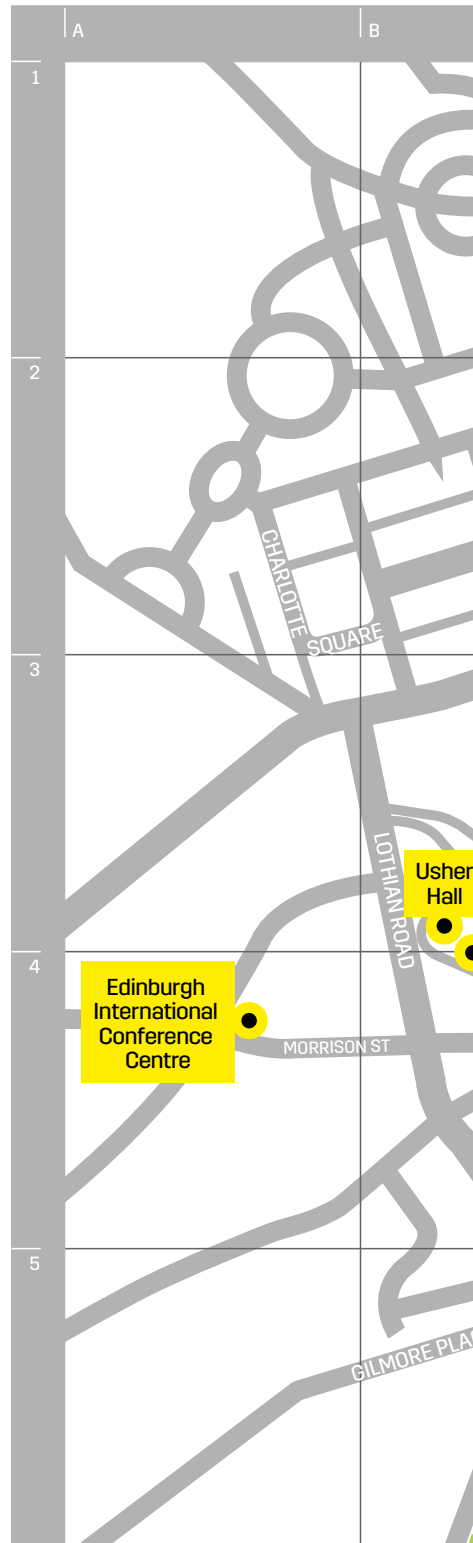 A
B
1
2
CHARLOTTE
SQUARE
3
LOTHIAN ROAD
Usher
Hall
4
Edinburgh
International
Conference
Centre
MORRISON ST
5
GILMORE PLA